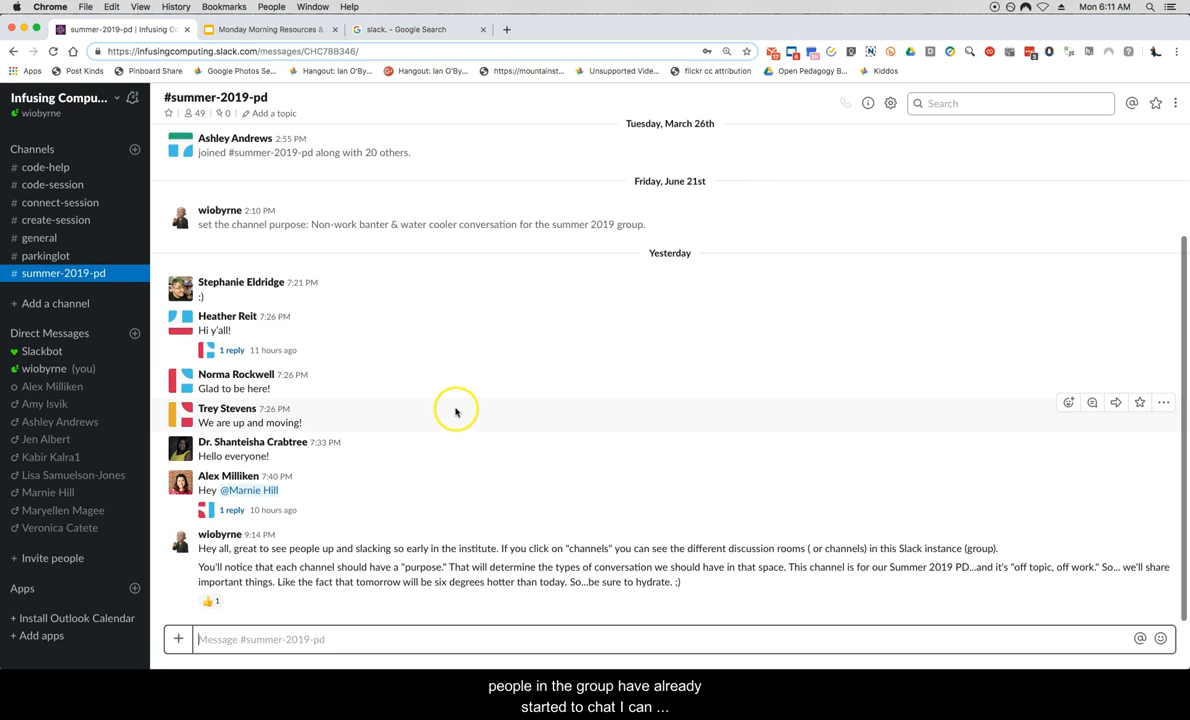 Chrome File Edit View History Bookmarks People Window Help Mon 6:11 AM
summer-2019-pd | Infusing Co Monday Morning Resources & slack. - Google Search
https://infusingcomputing.slack.com/messages/CHC78B346/
Apps Post Kinds Pinboard Share Google Photos Se... Hangout: Ian O'By... Hangout: Ian O'By... https://mountainst... Unsupported Vide... flickr cc attribution Open Pedagogy B... Kiddos
Infusing Compu...
wiobyrne
Channels
# code-help
# code-session
# connect-session
# create-session
# general
# parkinglot
# summer-2019-pd
+ Add a channel
Direct Messages
Slackbot
wiobyrne (you)
Alex Milliken
Amy Isvik
Ashley Andrews
Jen Albert
Kabir Kalra1
Lisa Samuelson-Jones
Marnie Hill
Maryellen Magee
Veronica Catete
+ Invite people
Apps
+ Install Outlook Calendar
+ Add apps
#summer-2019-pd
49 0 Add a topic
Search
Tuesday, March 26th
Ashley Andrews 2:55 PM
joined #summer-2019-pd along with 20 others.
Friday, June 21st
wiobyrne 2:10 PM
set the channel purpose: Non-work banter & water cooler conversation for the summer 2019 group.
Yesterday
Stephanie Eldridge 7:21 PM
:)
Heather Reit 7:26 PM
Hi y'all!
1 reply 11 hours ago
Norma Rockwell 7:26 PM
Glad to be here!
Trey Stevens 7:26 PM
We are up and moving!
Dr. Shanteisha Crabtree 7:33 PM
Hello everyone!
Alex Milliken 7:40 PM
Hey @Marnie Hill
1 reply 10 hours ago
wiobyrne 9:14 PM
Hey all, great to see people up and slacking so early in the institute. If you click on "channels" you can see the different discussion rooms ( or channels) in this Slack instance (group).
You'll notice that each channel should have a "purpose." That will determine the types of conversation we should have in that space. This channel is for our Summer 2019 PD...and it's "off topic, off work." So... we'll share
important things. Like the fact that tomorrow will be six degrees hotter than today. So...be sure to hydrate. ;)
1
Message #summer-2019-pd
people in the group have already
started to chat I can ...